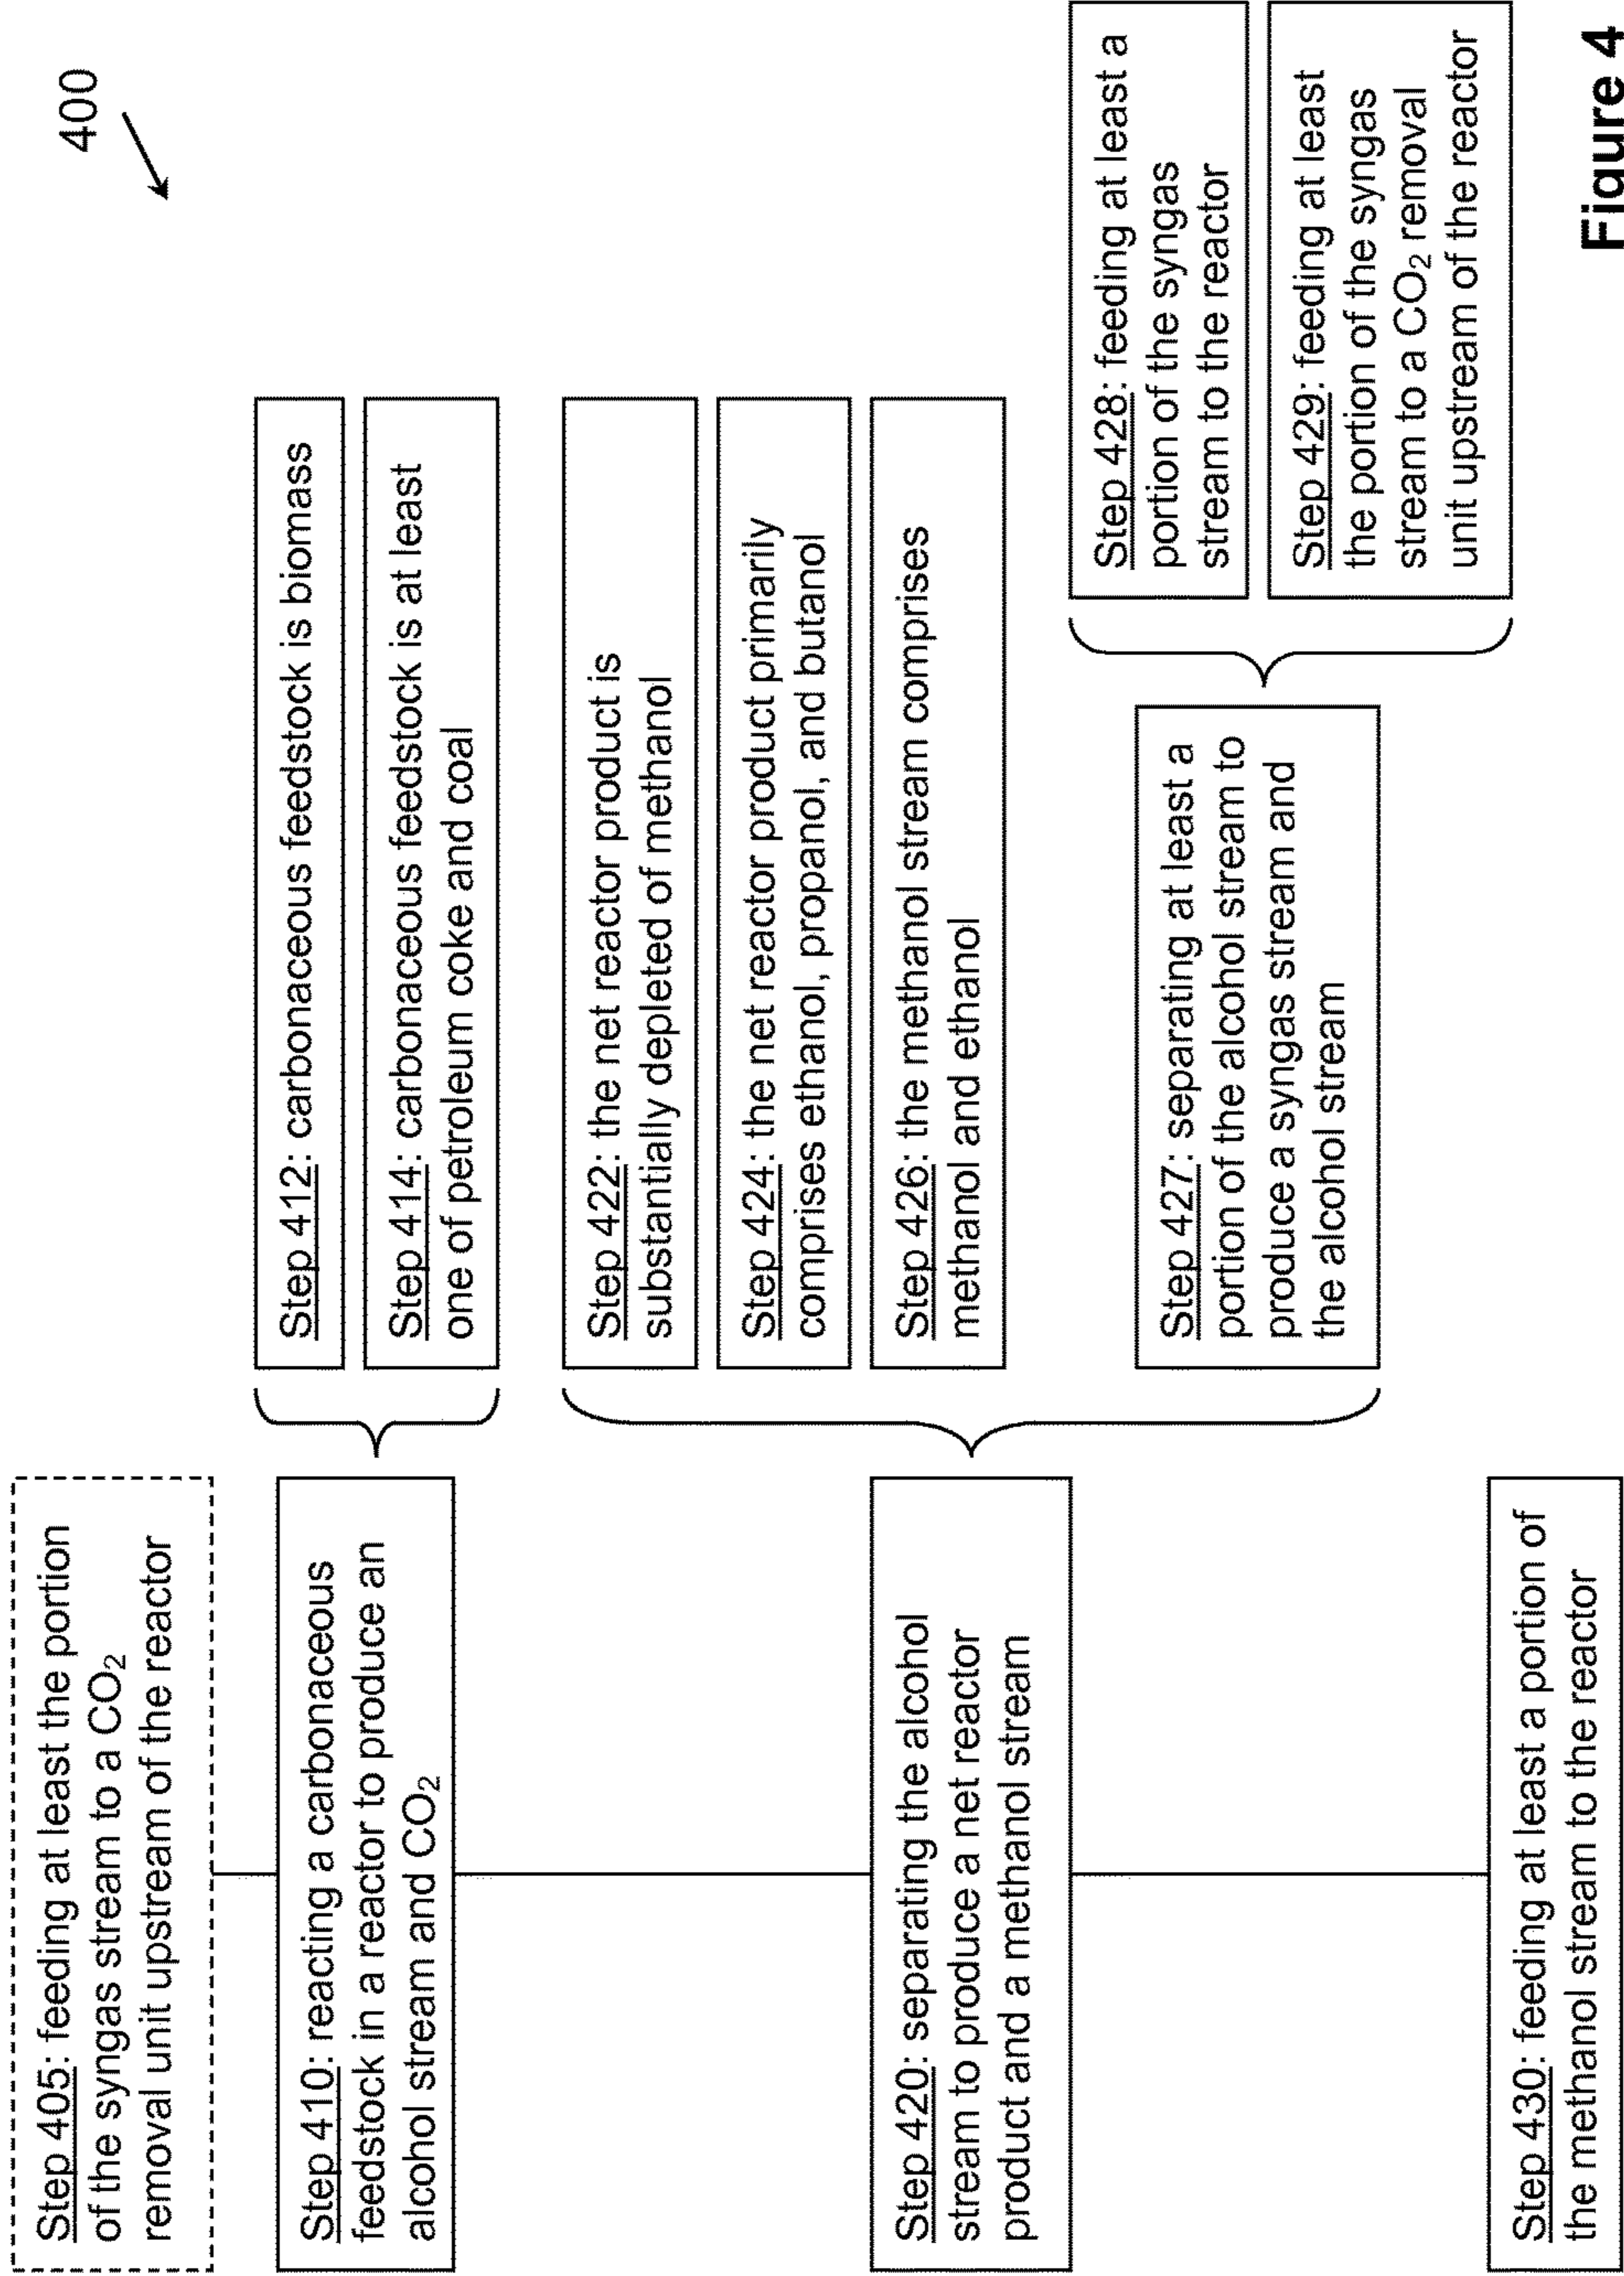 400
Step 405: feeding at least the portion
of the syngas stream to a CO₂
removal unit upstream of the reactor
Step 410: reacting a carbonaceous
feedstock in a reactor to produce an
alcohol stream and CO₂
Step 412: carbonaceous feedstock is biomass
Step 414: carbonaceous feedstock is at least
one of petroleum coke and coal
Step 420: separating the alcohol
stream to produce a net reactor
product and a methanol stream
Step 422: the net reactor product is
substantially depleted of methanol
Step 424: the net reactor product primarily
comprises ethanol, propanol, and butanol
Step 426: the methanol stream comprises
methanol and ethanol
Step 427: separating at least a
portion of the alcohol stream to
produce a syngas stream and
the alcohol stream
Step 428: feeding at least a
portion of the syngas
stream to the reactor
Step 429: feeding at least
the portion of the syngas
stream to a CO₂ removal
unit upstream of the reactor
Step 430: feeding at least a portion of
the methanol stream to the reactor
Figure 4